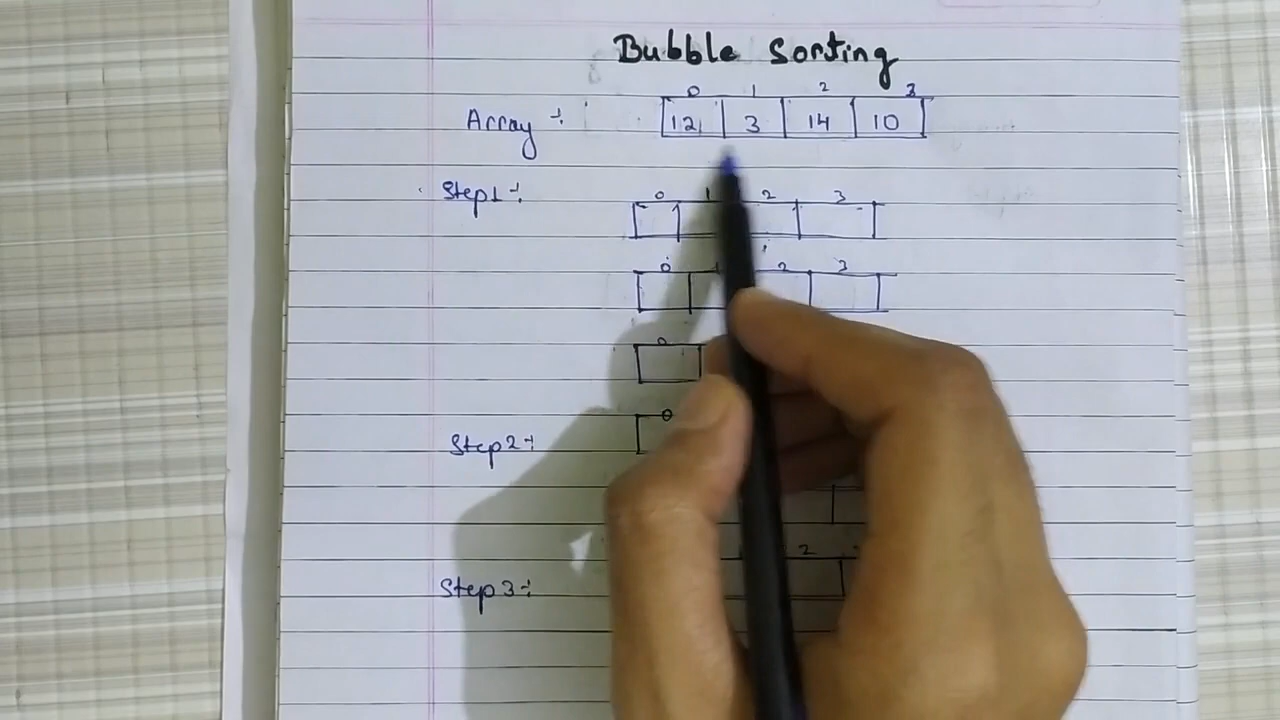 Bubble Sorting
0 1 2 3
Array :- 12 3 14 10
Step1 :-
0 1 2 3
0 2 3
0
Step2 :-
0
2
Step3 :-